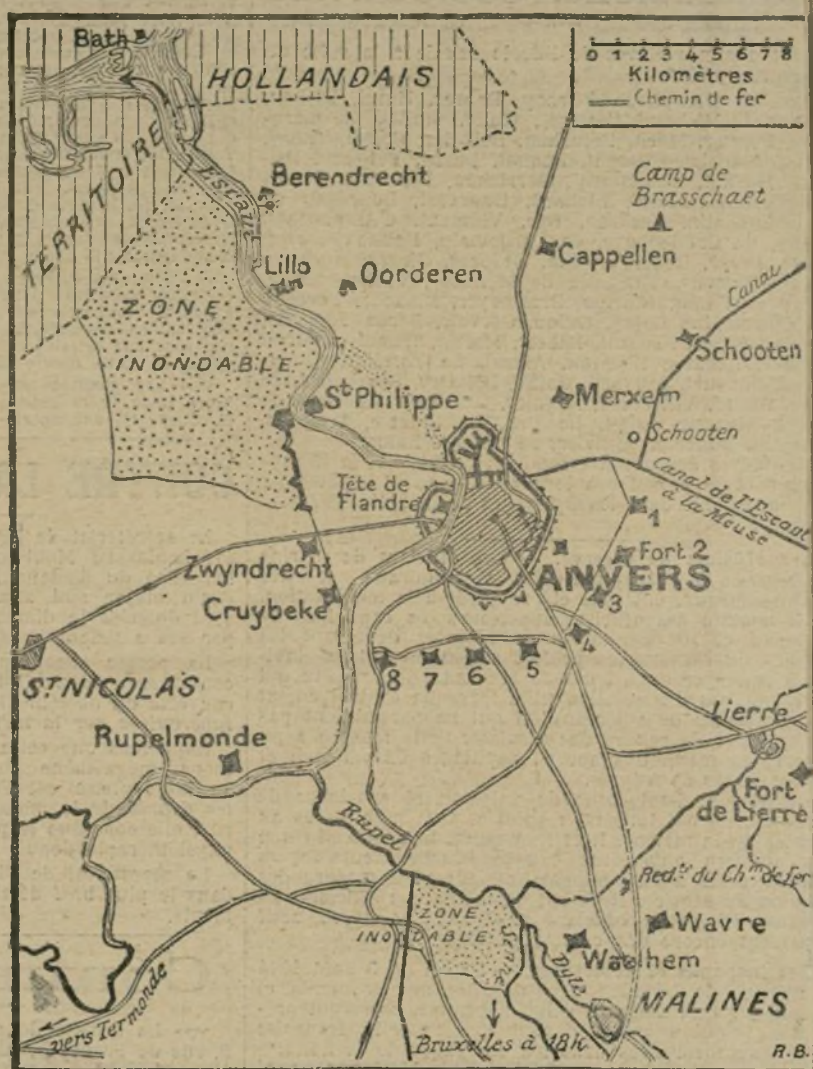 Bath
HOLLANDAIS
TERRITOIRE
0 1 2 3 4 5 6 7 8
Kilomètres
Chemin de fer
Escaut
Berendrecht
Camp de
Brasschaet
Cappellen
Lillo
Oorderen
Canal
ZONE
INONDABLE
Schooten
St Philippe
Merxem
Schooten
Tête de
Flandre
Canal de l'Escaut
à la Meuse
1
Zwyndrecht
Fort 2
ANVERS
Cruybeke
3
4
8 7 6 5
ST NICOLAS
Lierre
Rupelmonde
Fort
de Lierre
Rupel
Redte du Chin de Fer
ZONE
INONDABLE
Senne
Dyle
Wavre
Waelhem
MALINES
vers Termonde
Bruxelles à 18k
R.B.